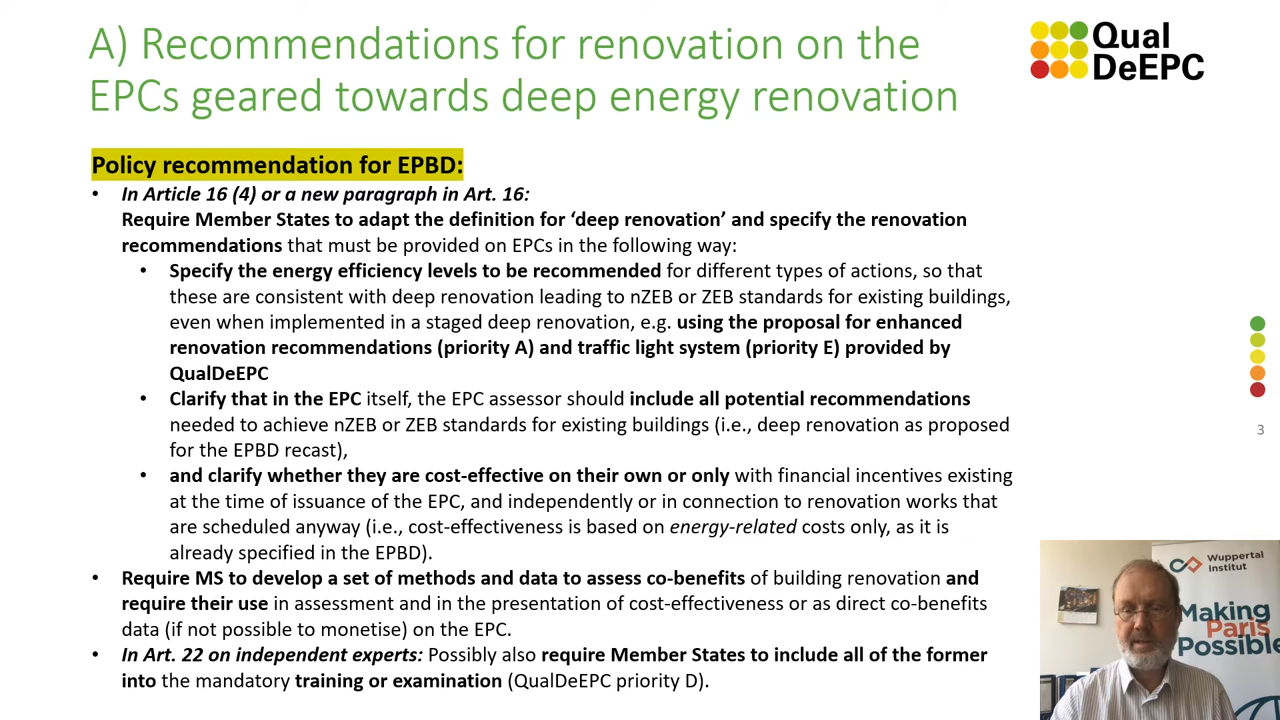 A) Recommendations for renovation on the
EPCs geared towards deep energy renovation
Qual
DeEPC
Policy recommendation for EPBD:
• In Article 16 (4) or a new paragraph in Art. 16:
Require Member States to adapt the definition for ‘deep renovation’ and specify the renovation
recommendations that must be provided on EPCs in the following way:
• Specify the energy efficiency levels to be recommended for different types of actions, so that
these are consistent with deep renovation leading to nZEB or ZEB standards for existing buildings,
even when implemented in a staged deep renovation, e.g. using the proposal for enhanced
renovation recommendations (priority A) and traffic light system (priority E) provided by
QualDeEPC
• Clarify that in the EPC itself, the EPC assessor should include all potential recommendations
needed to achieve nZEB or ZEB standards for existing buildings (i.e., deep renovation as proposed
for the EPBD recast),
• and clarify whether they are cost-effective on their own or only with financial incentives existing
at the time of issuance of the EPC, and independently or in connection to renovation works that
are scheduled anyway (i.e., cost-effectiveness is based on energy-related costs only, as it is
already specified in the EPBD).
• Require MS to develop a set of methods and data to assess co-benefits of building renovation and
require their use in assessment and in the presentation of cost-effectiveness or as direct co-benefits
data (if not possible to monetise) on the EPC.
• In Art. 22 on independent experts: Possibly also require Member States to include all of the former
into the mandatory training or examination (QualDeEPC priority D).
3
Wuppertal
Institut
Making
Paris
Possible